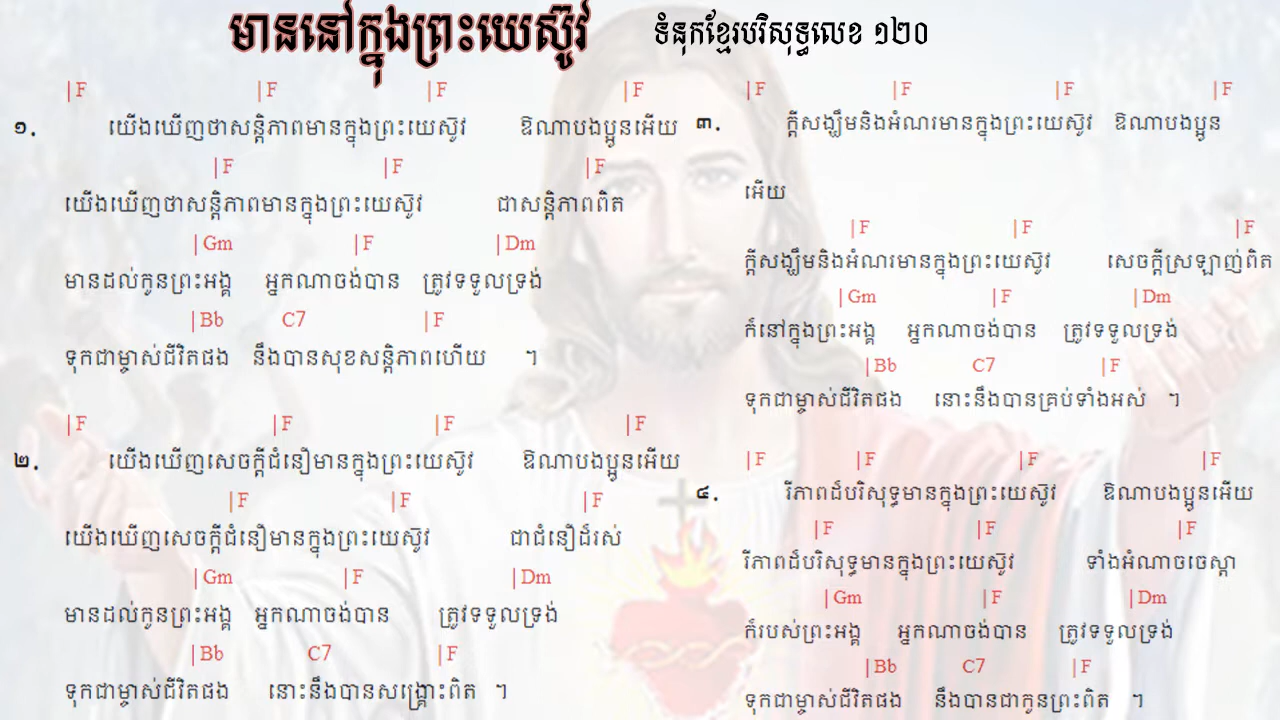 មាននៅក្នុងព្រះយេស៊ូវ ទំនុកខ្មែរបរិសុទ្ធលេខ ១២០
|F |F |F |F
១. យើងឃើញថាសន្តិភាពមានក្នុងព្រះយេស៊ូវ ឱណាបងប្អូនអើយ
|F |F |F
យើងឃើញថាសន្តិភាពមានក្នុងព្រះយេស៊ូវ ជាសន្តិភាពពិត
|Gm |F |Dm
មានដល់កូនព្រះអង្គ អ្នកណាចង់បាន ត្រូវទទួលទ្រង់
|Bb C7 |F
ទុកជាម្ចាស់ជីវិតផង នឹងបានសុខសន្តិភាពហើយ ។
|F |F |F |F
២. យើងឃើញសេចក្តីជំនឿមានក្នុងព្រះយេស៊ូវ ឱណាបងប្អូនអើយ
|F |F |F
យើងឃើញសេចក្តីជំនឿមានក្នុងព្រះយេស៊ូវ ជាជំនឿដ៏រស់
|Gm |F |Dm
មានដល់កូនព្រះអង្គ អ្នកណាចង់បាន ត្រូវទទួលទ្រង់
|Bb C7 |F
ទុកជាម្ចាស់ជីវិតផង នោះនឹងបានសង្គ្រោះពិត ។
|F |F |F |F
៣. ក្តីសង្ឃឹមនិងអំណរមានក្នុងព្រះយេស៊ូវ ឱណាបងប្អូន
អើយ
|F |F |F
ក្តីសង្ឃឹមនិងអំណរមានក្នុងព្រះយេស៊ូវ សេចក្តីស្រឡាញ់ពិត
|Gm |F |Dm
ក៏នៅក្នុងព្រះអង្គ អ្នកណាចង់បាន ត្រូវទទួលទ្រង់
|Bb C7 |F
ទុកជាម្ចាស់ជីវិតផង នោះនឹងបានគ្រប់ទាំងអស់ ។
|F |F |F |F
៤. រីភាពដ៏បរិសុទ្ធមានក្នុងព្រះយេស៊ូវ ឱណាបងប្អូនអើយ
|F |F |F
រីភាពដ៏បរិសុទ្ធមានក្នុងព្រះយេស៊ូវ ទាំងអំណាចចេស្តា
|Gm |F |Dm
ក៏របស់ព្រះអង្គ អ្នកណាចង់បាន ត្រូវទទួលទ្រង់
|Bb C7 |F
ទុកជាម្ចាស់ជីវិតផង នឹងបានជាកូនព្រះពិត ។